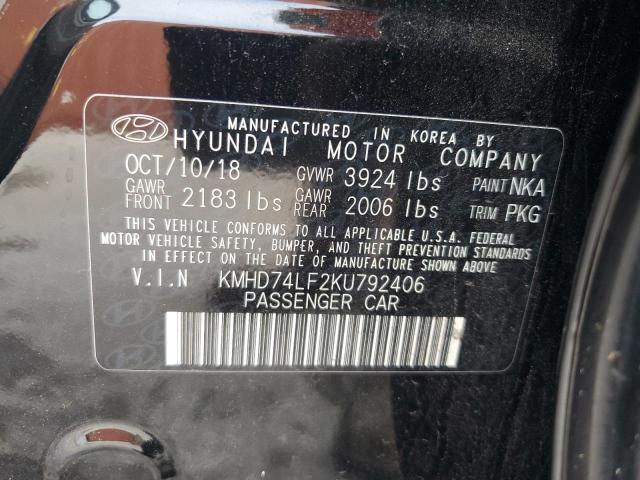 MANUFACTURED IN KOREA BY
HYUNDAI MOTOR COMPANY
OCT/10/18 GVWR 3924 lbs PAINT NKA
GAWR FRONT 2183 lbs GAWR REAR 2006 lbs TRIM PKG
THIS VEHICLE CONFORMS TO ALL APPLICABLE U.S.A. FEDERAL
MOTOR VEHICLE SAFETY, BUMPER, AND THEFT PREVENTION STANDARDS
IN EFFECT ON THE DATE OF MANUFACTURE SHOWN ABOVE
V.I.N KMHD74LF2KU792406
PASSENGER CAR